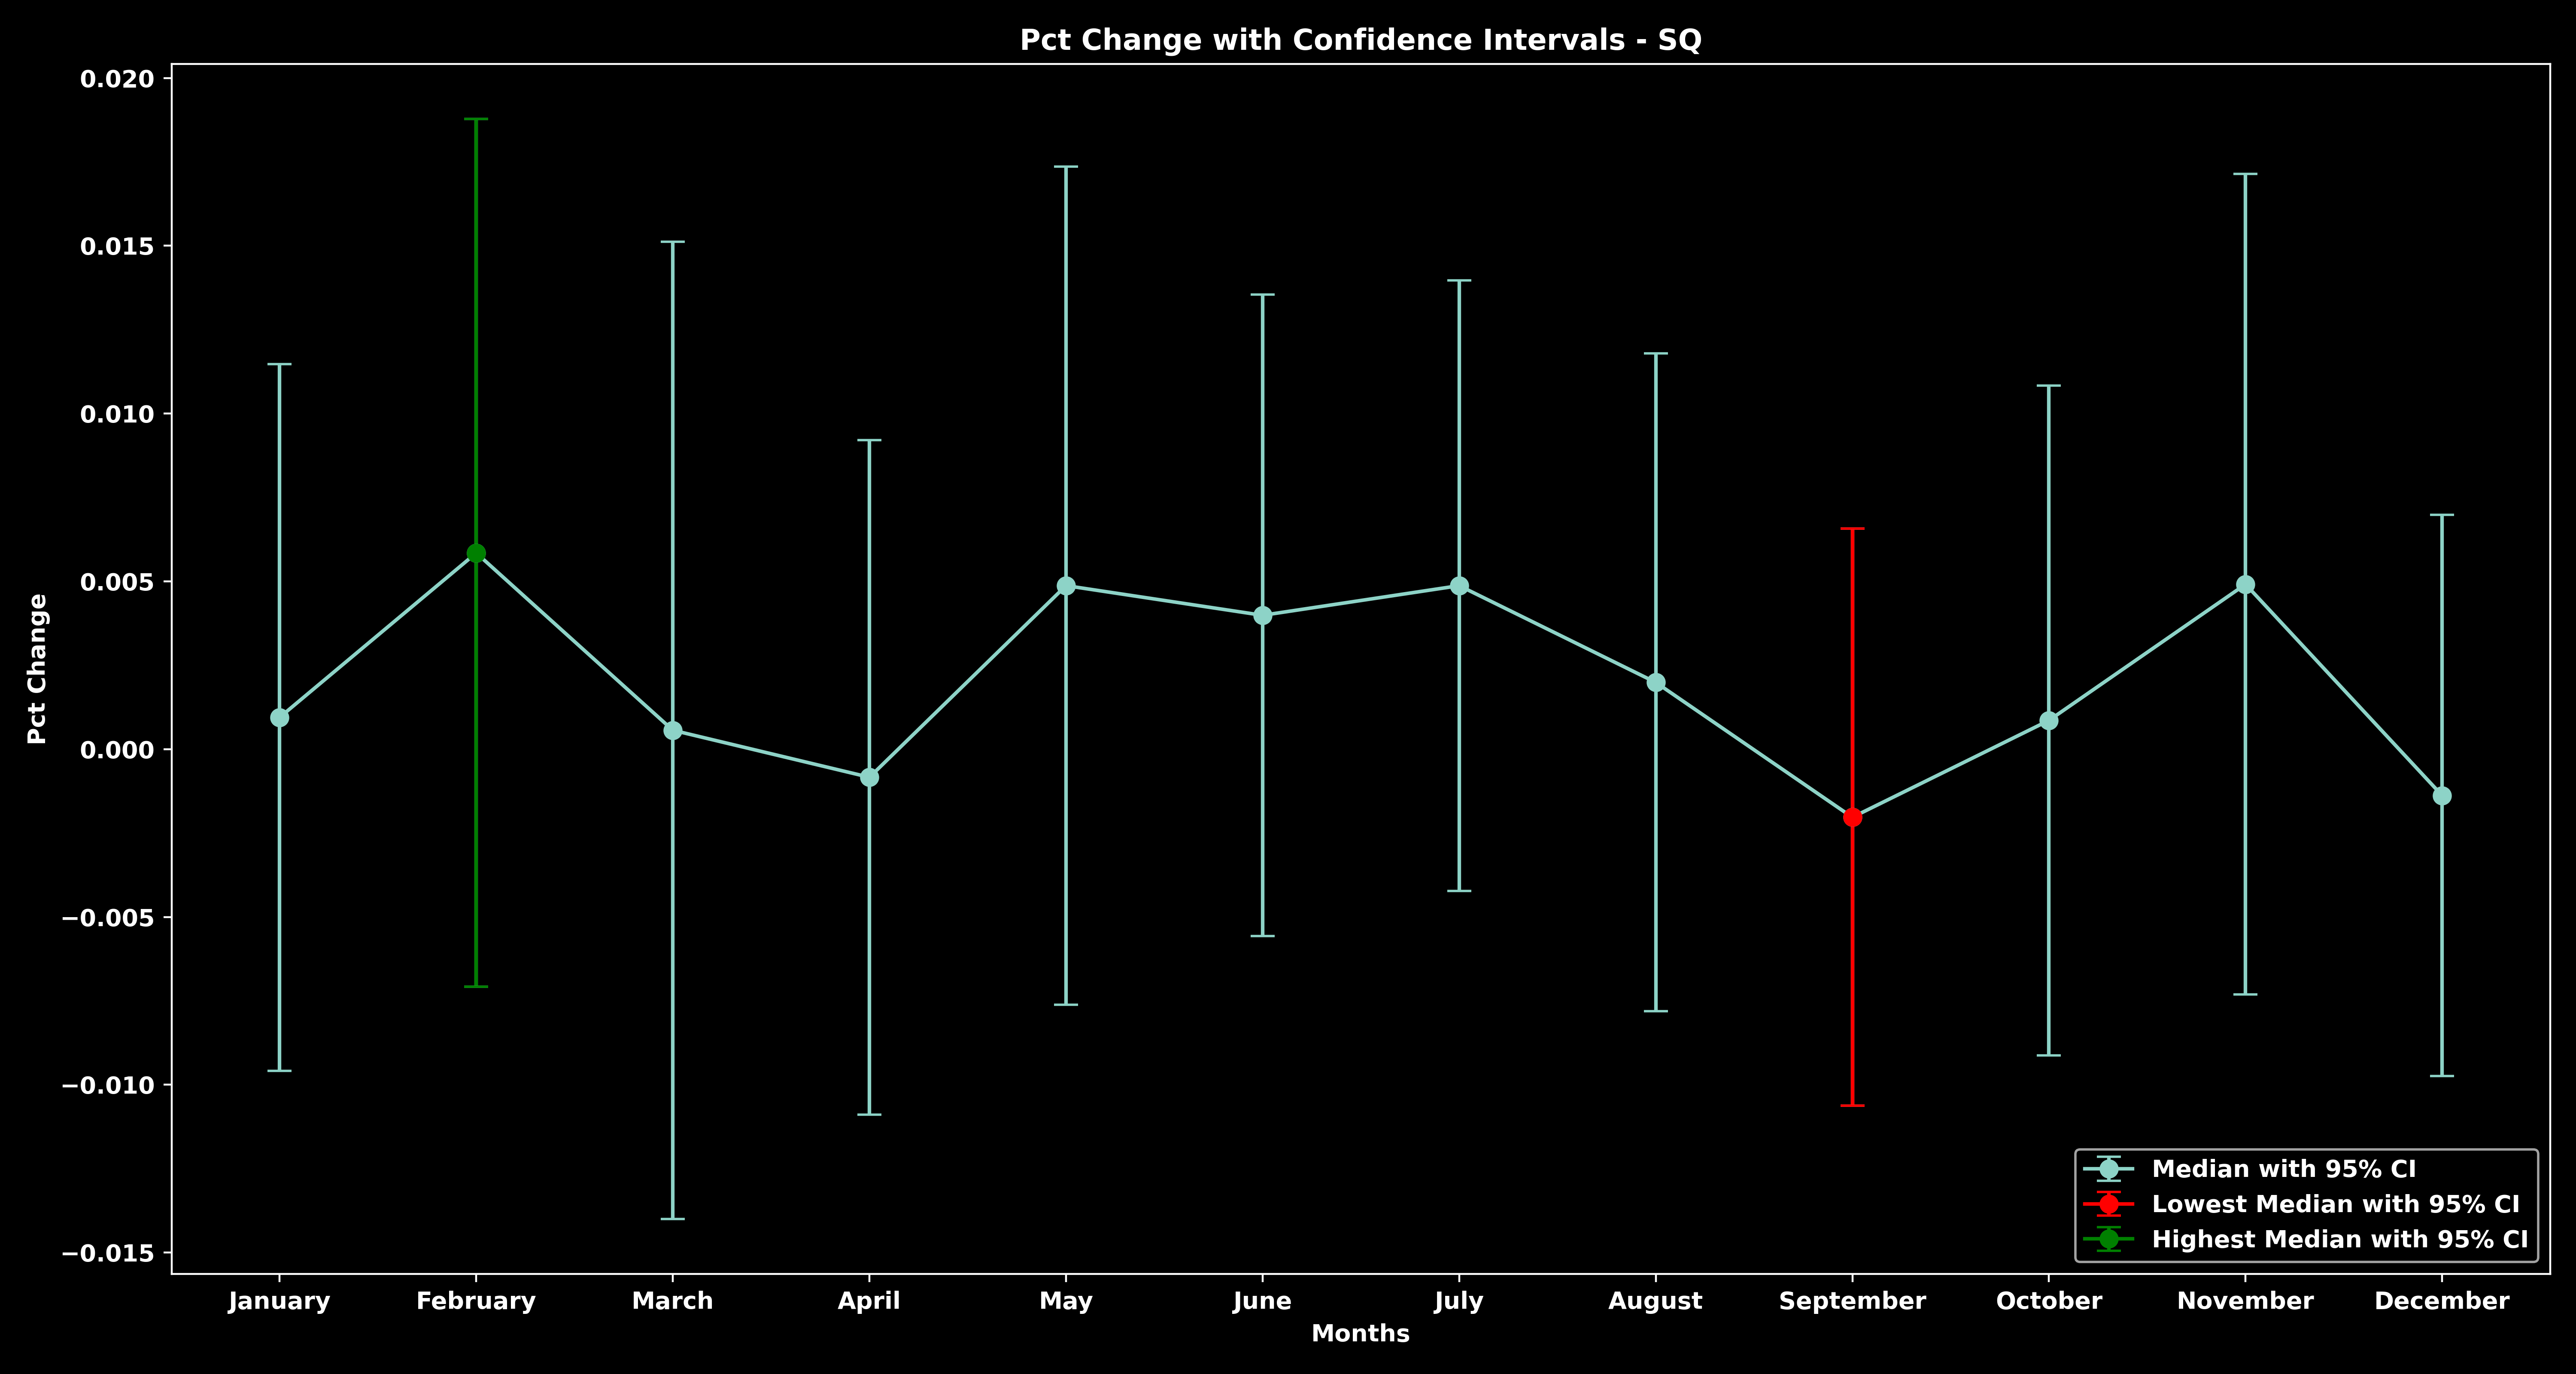 Pct Change with Confidence Intervals - SQ
Pct Change
0.020
0.015
0.010
0.005
0.000
−0.005
−0.010
−0.015
Median with 95% CI
Lowest Median with 95% CI
Highest Median with 95% CI
January February March April May June July August September October November December
Months